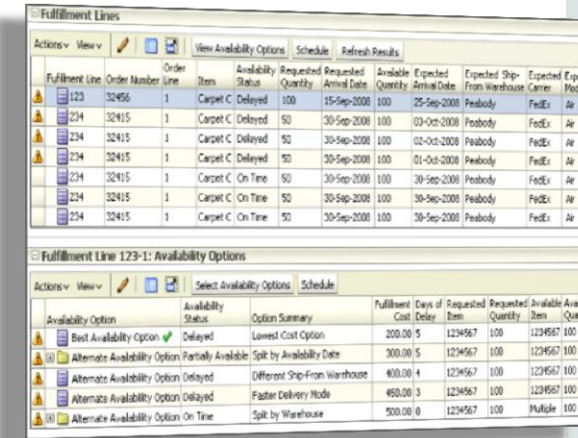 Fulfillment Lines
Actions View View Availability Options Schedule Refresh Results
Fulfillment Line Order Number Order Line Item Availability Status Requested Quantity Requested Arrival Date Available Quantity Expected Arrival Date Expected Ship-From Warehouse Expected Carrier
123 32456 1 Carpet C Delayed 100 15-Sep-2008 100 25-Sep-2008 Peabody FedEx Air
234 32415 1 Carpet C Delayed 50 30-Sep-2008 100 03-Oct-2008 Peabody FedEx Air
234 32415 1 Carpet C Delayed 50 30-Sep-2008 100 02-Oct-2008 Peabody FedEx Air
234 32415 1 Carpet C Delayed 50 30-Sep-2008 100 01-Oct-2008 Peabody FedEx Air
234 32415 1 Carpet C On Time 50 30-Sep-2008 100 30-Sep-2008 Peabody FedEx Air
234 32415 1 Carpet C On Time 50 30-Sep-2008 100 30-Sep-2008 Peabody FedEx Air
234 32415 1 Carpet C On Time 50 30-Sep-2008 100 30-Sep-2008 Peabody FedEx Air
Fulfillment Line 123-1: Availability Options
Actions View Select Availability Options Schedule
Availability Option Availability Status Option Summary Fulfillment Cost Days of Delay Requested Item Requested Quantity Available Item
Best Availability Option Delayed Lowest Cost Option 200.00 5 1234567 100 1234567 100
Alternate Availability Option Partially Available Split by Availability Date 300.00 5 1234567 100 1234567 100
Alternate Availability Option Delayed Different Ship-From Warehouse 400.00 4 1234567 100 1234567 100
Alternate Availability Option Delayed Faster Delivery Mode 450.00 3 1234567 100 1234567 100
Alternate Availability Option On Time Split by Warehouse 500.00 0 1234567 100 Multiple 100